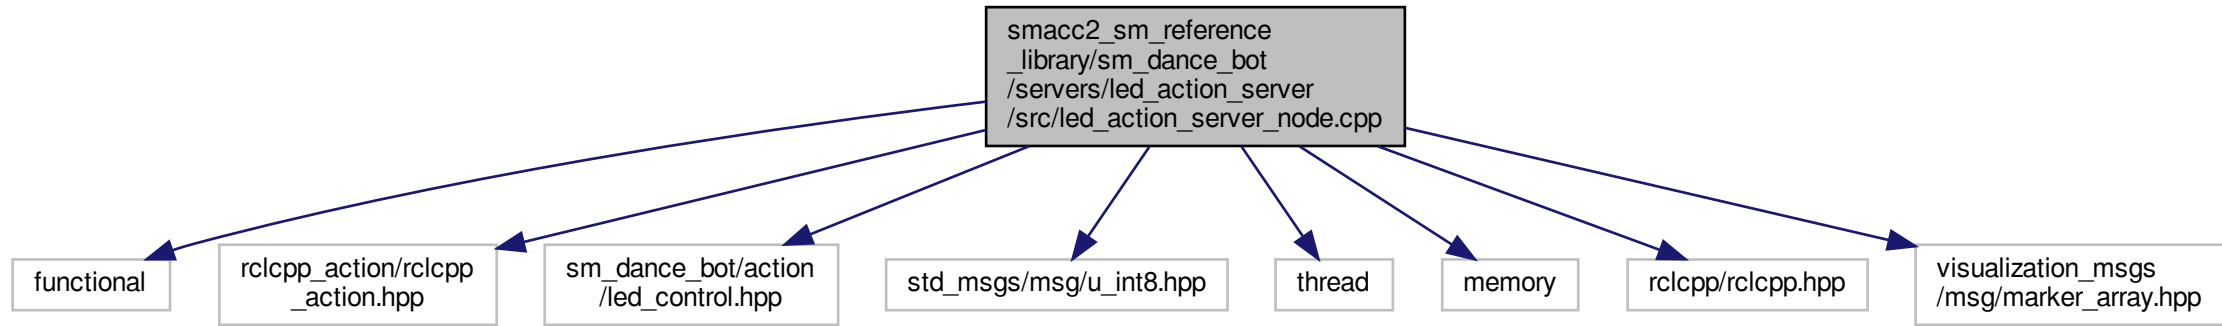 smacc2_sm_reference
_library/sm_dance_bot
/servers/led_action_server
/src/led_action_server_node.cpp
functional
rclcpp_action/rclcpp
_action.hpp
sm_dance_bot/action
/led_control.hpp
std_msgs/msg/u_int8.hpp
thread
memory
rclcpp/rclcpp.hpp
visualization_msgs
/msg/marker_array.hpp